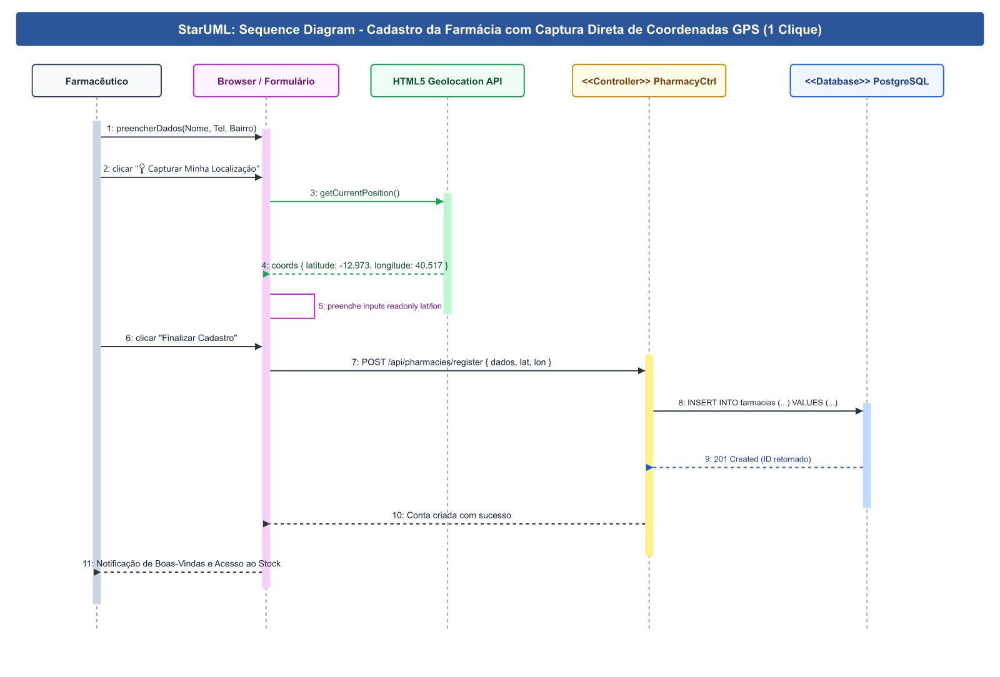 StarUML: Sequence Diagram - Cadastro da Farmácia com Captura Direta de Coordenadas GPS (1 Clique)
Farmacêutico
Browser / Formulário
HTML5 Geolocation API
<<Controller>> PharmacyCtrl
<<Database>> PostgreSQL
1: preencherDados(Nome, Tel, Bairro)
2: clicar "📍 Capturar Minha Localização"
3: getCurrentPosition()
4: coords { latitude: -12.973, longitude: 40.517 }
5: preenche inputs readonly lat/lon
6: clicar "Finalizar Cadastro"
7: POST /api/pharmacies/register { dados, lat, lon }
8: INSERT INTO farmacias (...) VALUES (...)
9: 201 Created (ID retornado)
10: Conta criada com sucesso
11: Notificação de Boas-Vindas e Acesso ao Stock